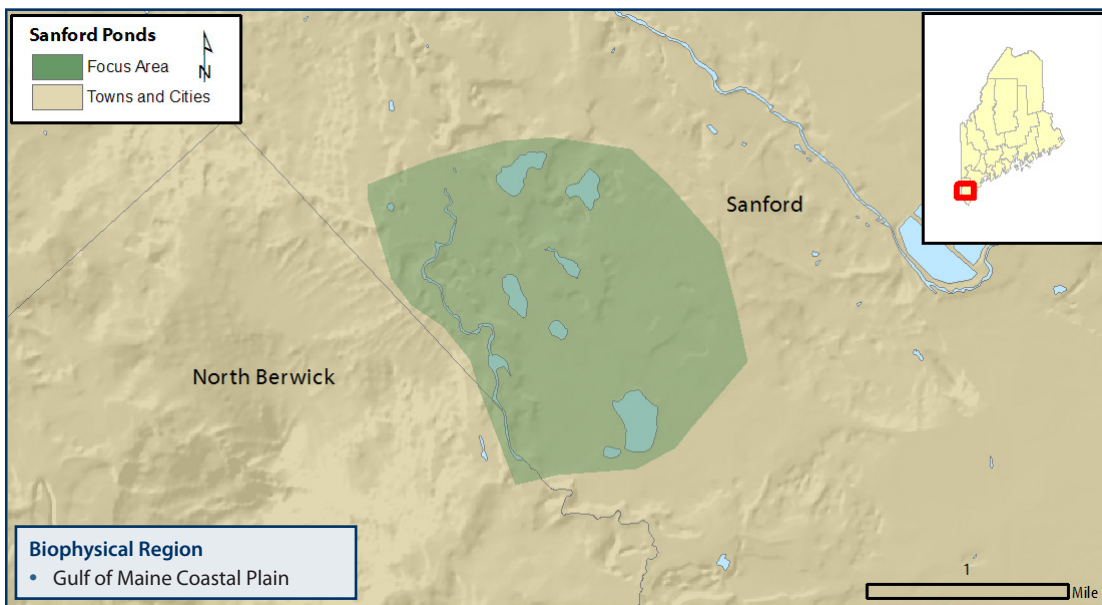 Sanford Ponds
N
Focus Area
Towns and Cities
Sanford
North Berwick
Biophysical Region
• Gulf of Maine Coastal Plain
1
Mile